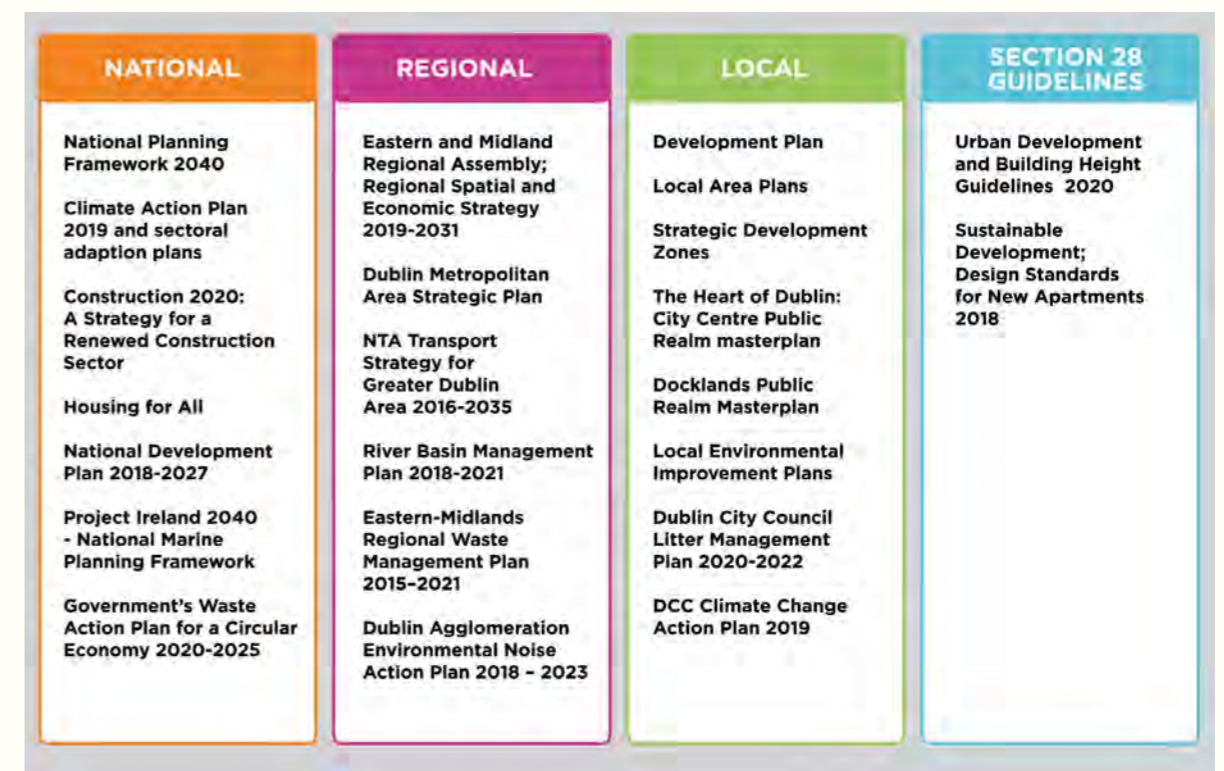 NATIONAL
National Planning
Framework 2040
Climate Action Plan
2019 and sectoral
adaption plans
Construction 2020:
A Strategy for a
Renewed Construction
Sector
Housing for All
National Development
Plan 2018-2027
Project Ireland 2040
- National Marine
Planning Framework
Government's Waste
Action Plan for a Circular
Economy 2020-2025
REGIONAL
Eastern and Midland
Regional Assembly;
Regional Spatial and
Economic Strategy
2019-2031
Dublin Metropolitan
Area Strategic Plan
NTA Transport
Strategy for
Greater Dublin
Area 2016-2035
River Basin Management
Plan 2018-2021
Eastern-Midlands
Regional Waste
Management Plan
2015–2021
Dublin Agglomeration
Environmental Noise
Action Plan 2018 – 2023
LOCAL
Development Plan
Local Area Plans
Strategic Development
Zones
The Heart of Dublin:
City Centre Public
Realm masterplan
Docklands Public
Realm Masterplan
Local Environmental
Improvement Plans
Dublin City Council
Litter Management
Plan 2020-2022
DCC Climate Change
Action Plan 2019
SECTION 28
GUIDELINES
Urban Development
and Building Height
Guidelines 2020
Sustainable
Development;
Design Standards
for New Apartments
2018